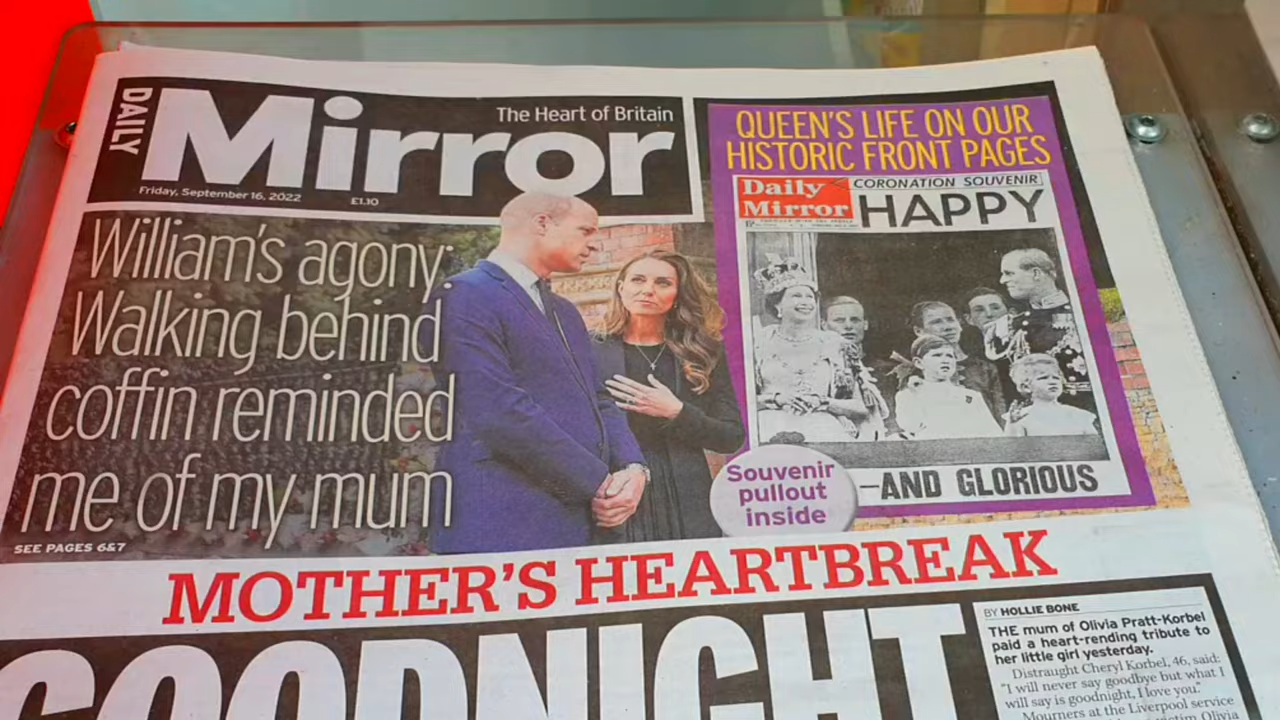 DAILY
Mirror
The Heart of Britain
Friday, September 16, 2022
£1.10
William's agony:
Walking behind
coffin reminded
me of my mum
SEE PAGES 6&7
QUEEN'S LIFE ON OUR
HISTORIC FRONT PAGES
Daily
Mirror
CORONATION SOUVENIR
HAPPY
—AND GLORIOUS
Souvenir
pullout
inside
MOTHER'S HEARTBREAK
GOODNIGHT
BY HOLLIE BONE
THE mum of Olivia Pratt-Korbel
paid a heart-rending tribute to
her little girl yesterday.
Distraught Cheryl Korbel, 46, said:
"I will never say goodbye but what I
will say is goodnight, I love you."
Mourners at the Liverpool service
Olivia